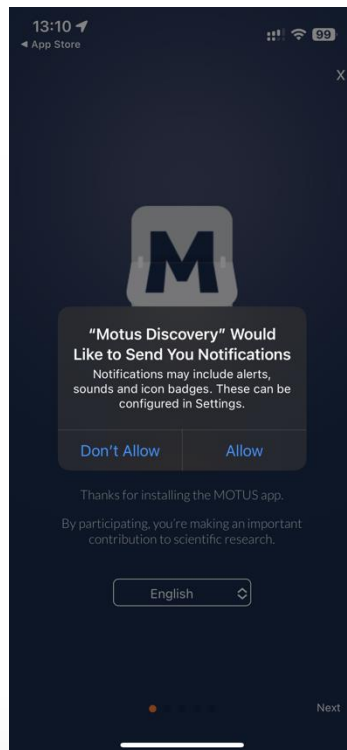 13:10
99
◀ App Store
X
M
“Motus Discovery” Would
Like to Send You Notifications
Notifications may include alerts,
sounds and icon badges. These can be
configured in Settings.
Don’t Allow
Allow
Thanks for installing the MOTUS app.
By participating, you’re making an important
contribution to scientific research.
English
Next